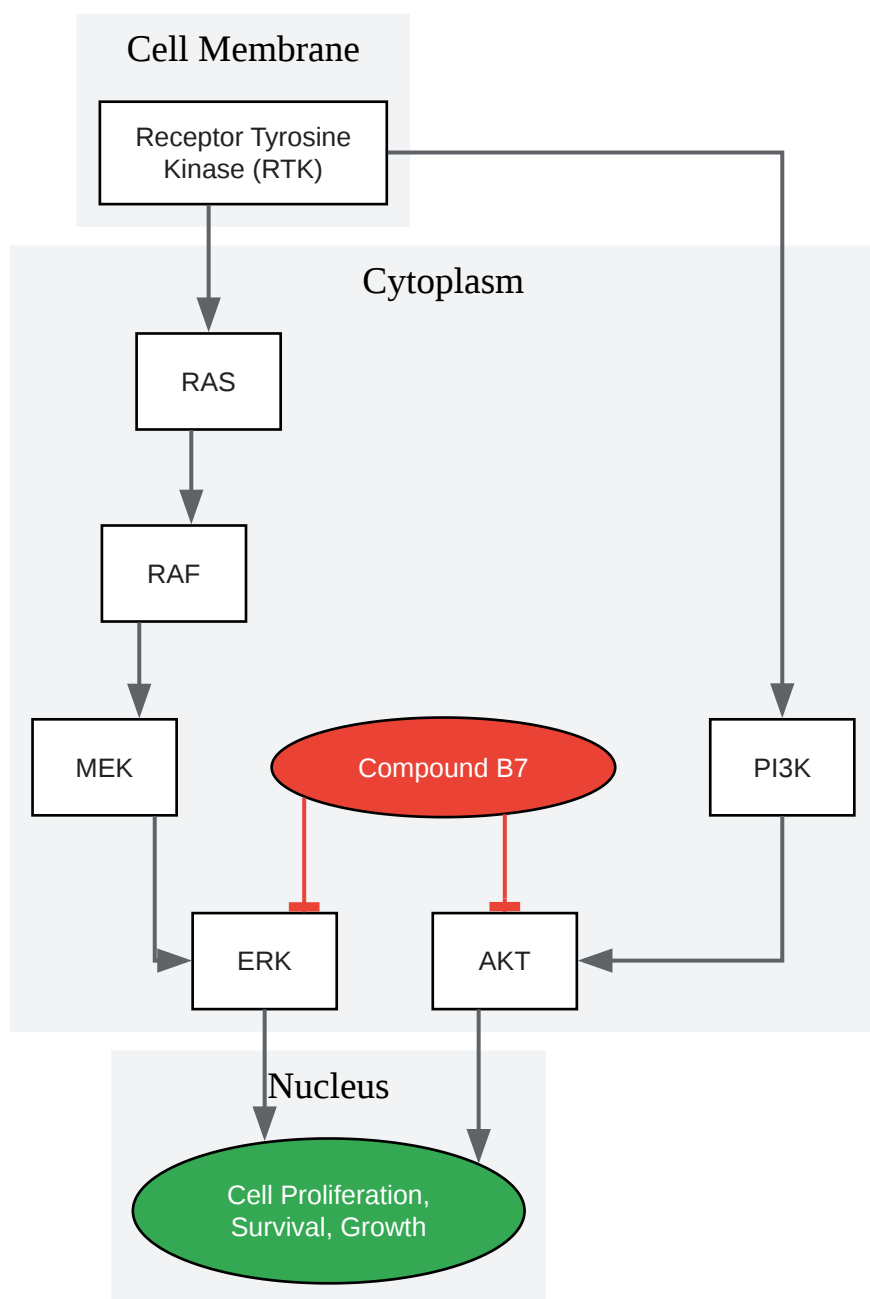 Cell Membrane
Receptor Tyrosine
Kinase (RTK)
Cytoplasm
RAS
RAF
MEK
Compound B7
PI3K
ERK
AKT
Nucleus
Cell Proliferation,
Survival, Growth